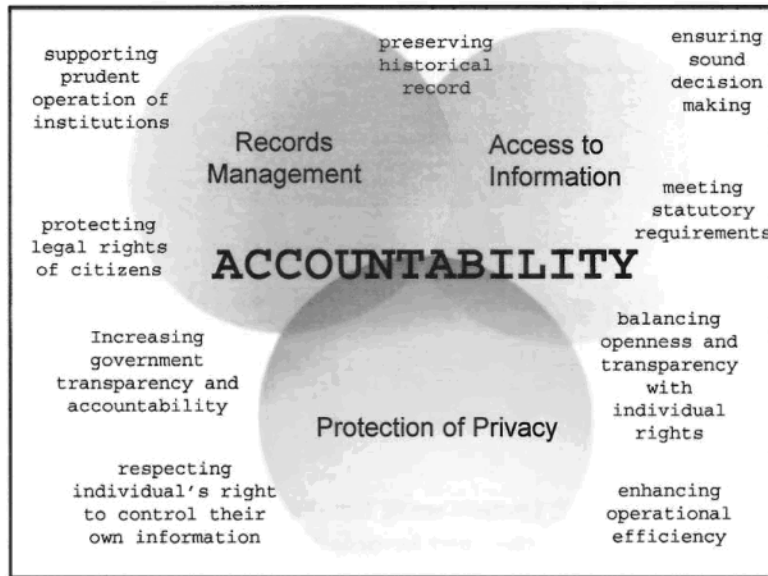 supporting
prudent
operation of
institutions
preserving
historical
record
ensuring
sound
decision
making
Records
Management
Access to
Information
protecting
legal rights
of citizens
meeting
statutory
requirements
ACCOUNTABILITY
Increasing
government
transparency and
accountability
balancing
openness and
transparency
with
individual
rights
Protection of Privacy
respecting
individual's right
to control their
own information
enhancing
operational
efficiency